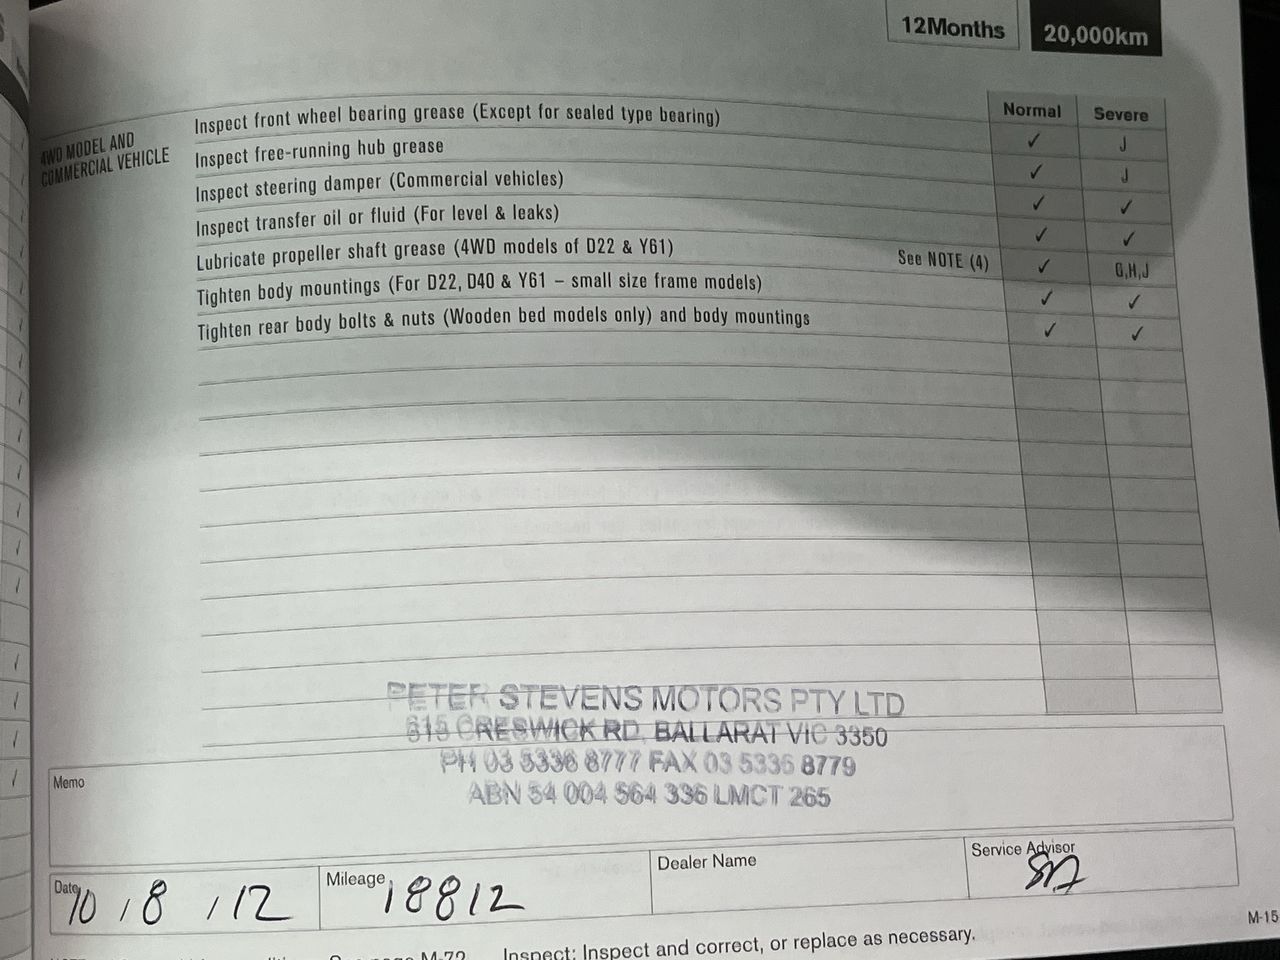 12Months 20,000km
Normal Severe
4WD MODEL AND
COMMERCIAL VEHICLE
Inspect front wheel bearing grease (Except for sealed type bearing) ✓ J
Inspect free-running hub grease ✓ J
Inspect steering damper (Commercial vehicles) ✓ ✓
Inspect transfer oil or fluid (For level & leaks) ✓ ✓
Lubricate propeller shaft grease (4WD models of D22 & Y61) See NOTE (4) ✓ G,H,J
Tighten body mountings (For D22, D40 & Y61 – small size frame models) ✓ ✓
Tighten rear body bolts & nuts (Wooden bed models only) and body mountings ✓ ✓
PETER STEVENS MOTORS PTY LTD
815 CRESWICK RD, BALLARAT VIC 3350
PH 03 5336 8777 FAX 03 5336 8779
ABN 54 004 564 336 LMCT 265
Memo
Date 10 / 8 / 12
Mileage 18812
Dealer Name
Service Advisor
M-15
See page M-72 Inspect: Inspect and correct, or replace as necessary.